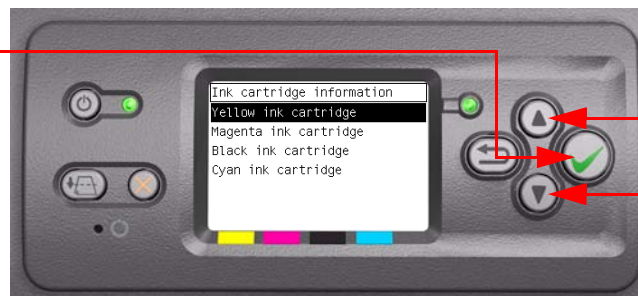 Ink cartridge information
Yellow ink cartridge
Magenta ink cartridge
Black ink cartridge
Cyan ink cartridge